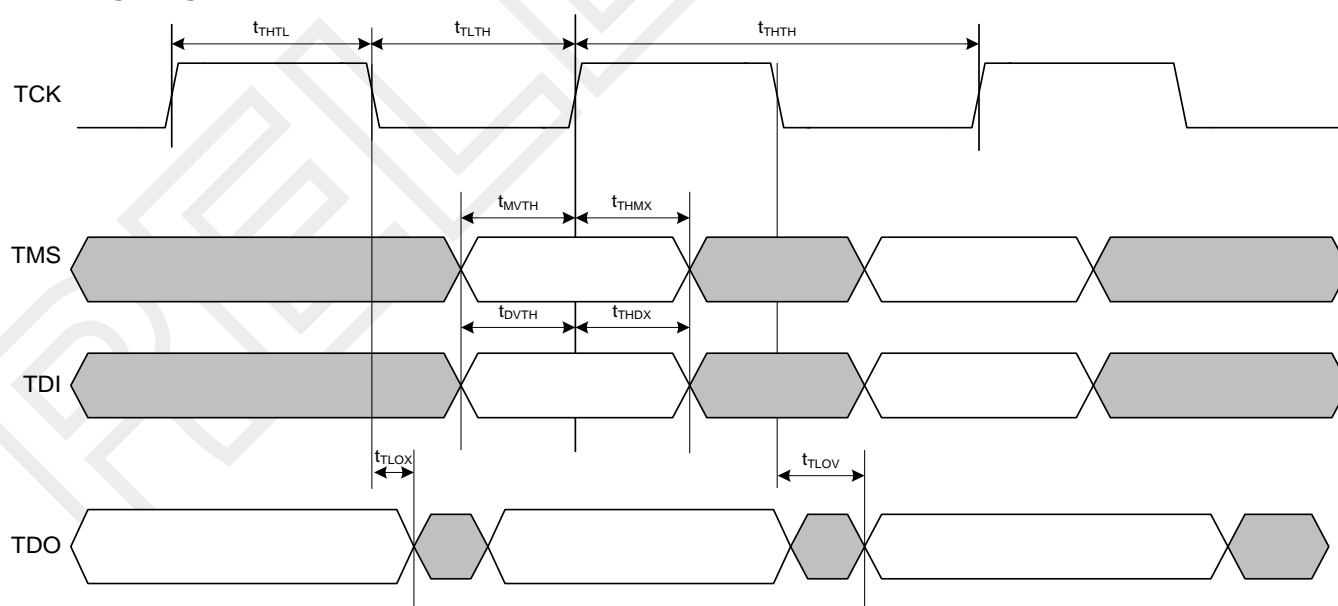 tTHTL tTLTH tTHTH
TCK
tMVTH tTHMX
TMS
tDVTH tTHDX
TDI
tTLOX tTLOV
TDO